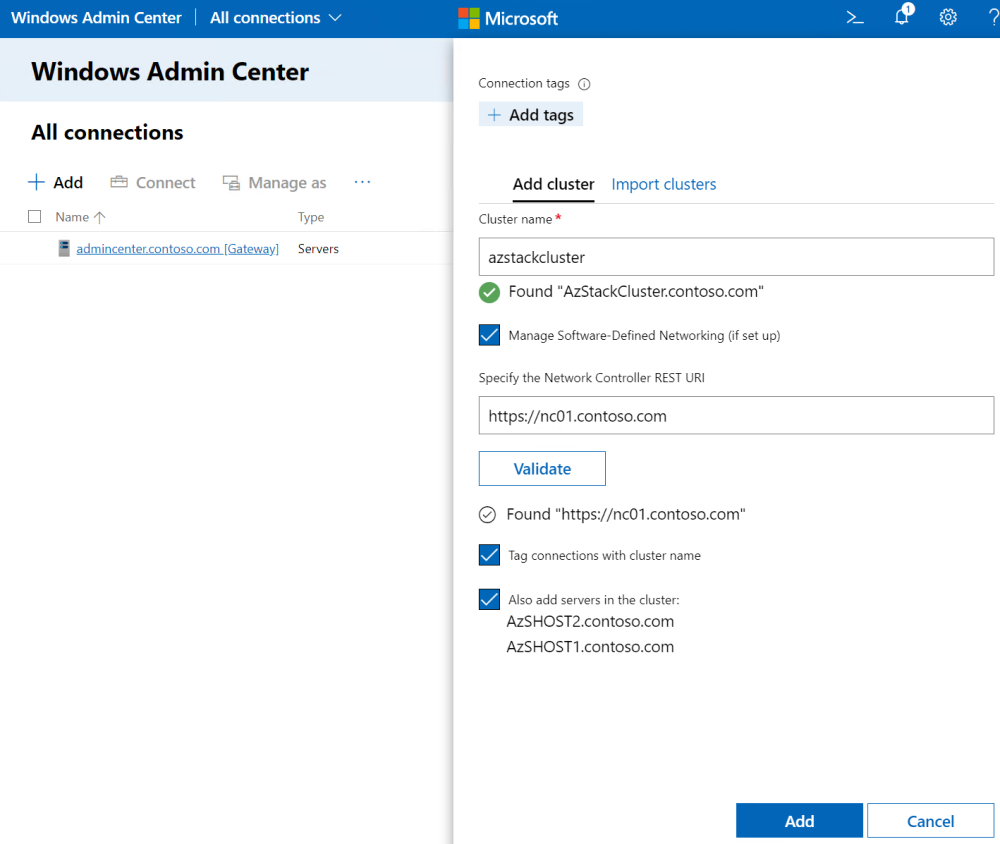 Windows Admin Center All connections Microsoft 1 ?
Windows Admin Center
All connections
Add Connect Manage as ...
Name Type
admincenter.contoso.com [Gateway] Servers
Connection tags
Add tags
Add cluster Import clusters
Cluster name *
azstackcluster
Found "AzStackCluster.contoso.com"
Manage Software-Defined Networking (if set up)
Specify the Network Controller REST URI
https://nc01.contoso.com
Validate
Found "https://nc01.contoso.com"
Tag connections with cluster name
Also add servers in the cluster:
AzSHOST2.contoso.com
AzSHOST1.contoso.com
Add Cancel